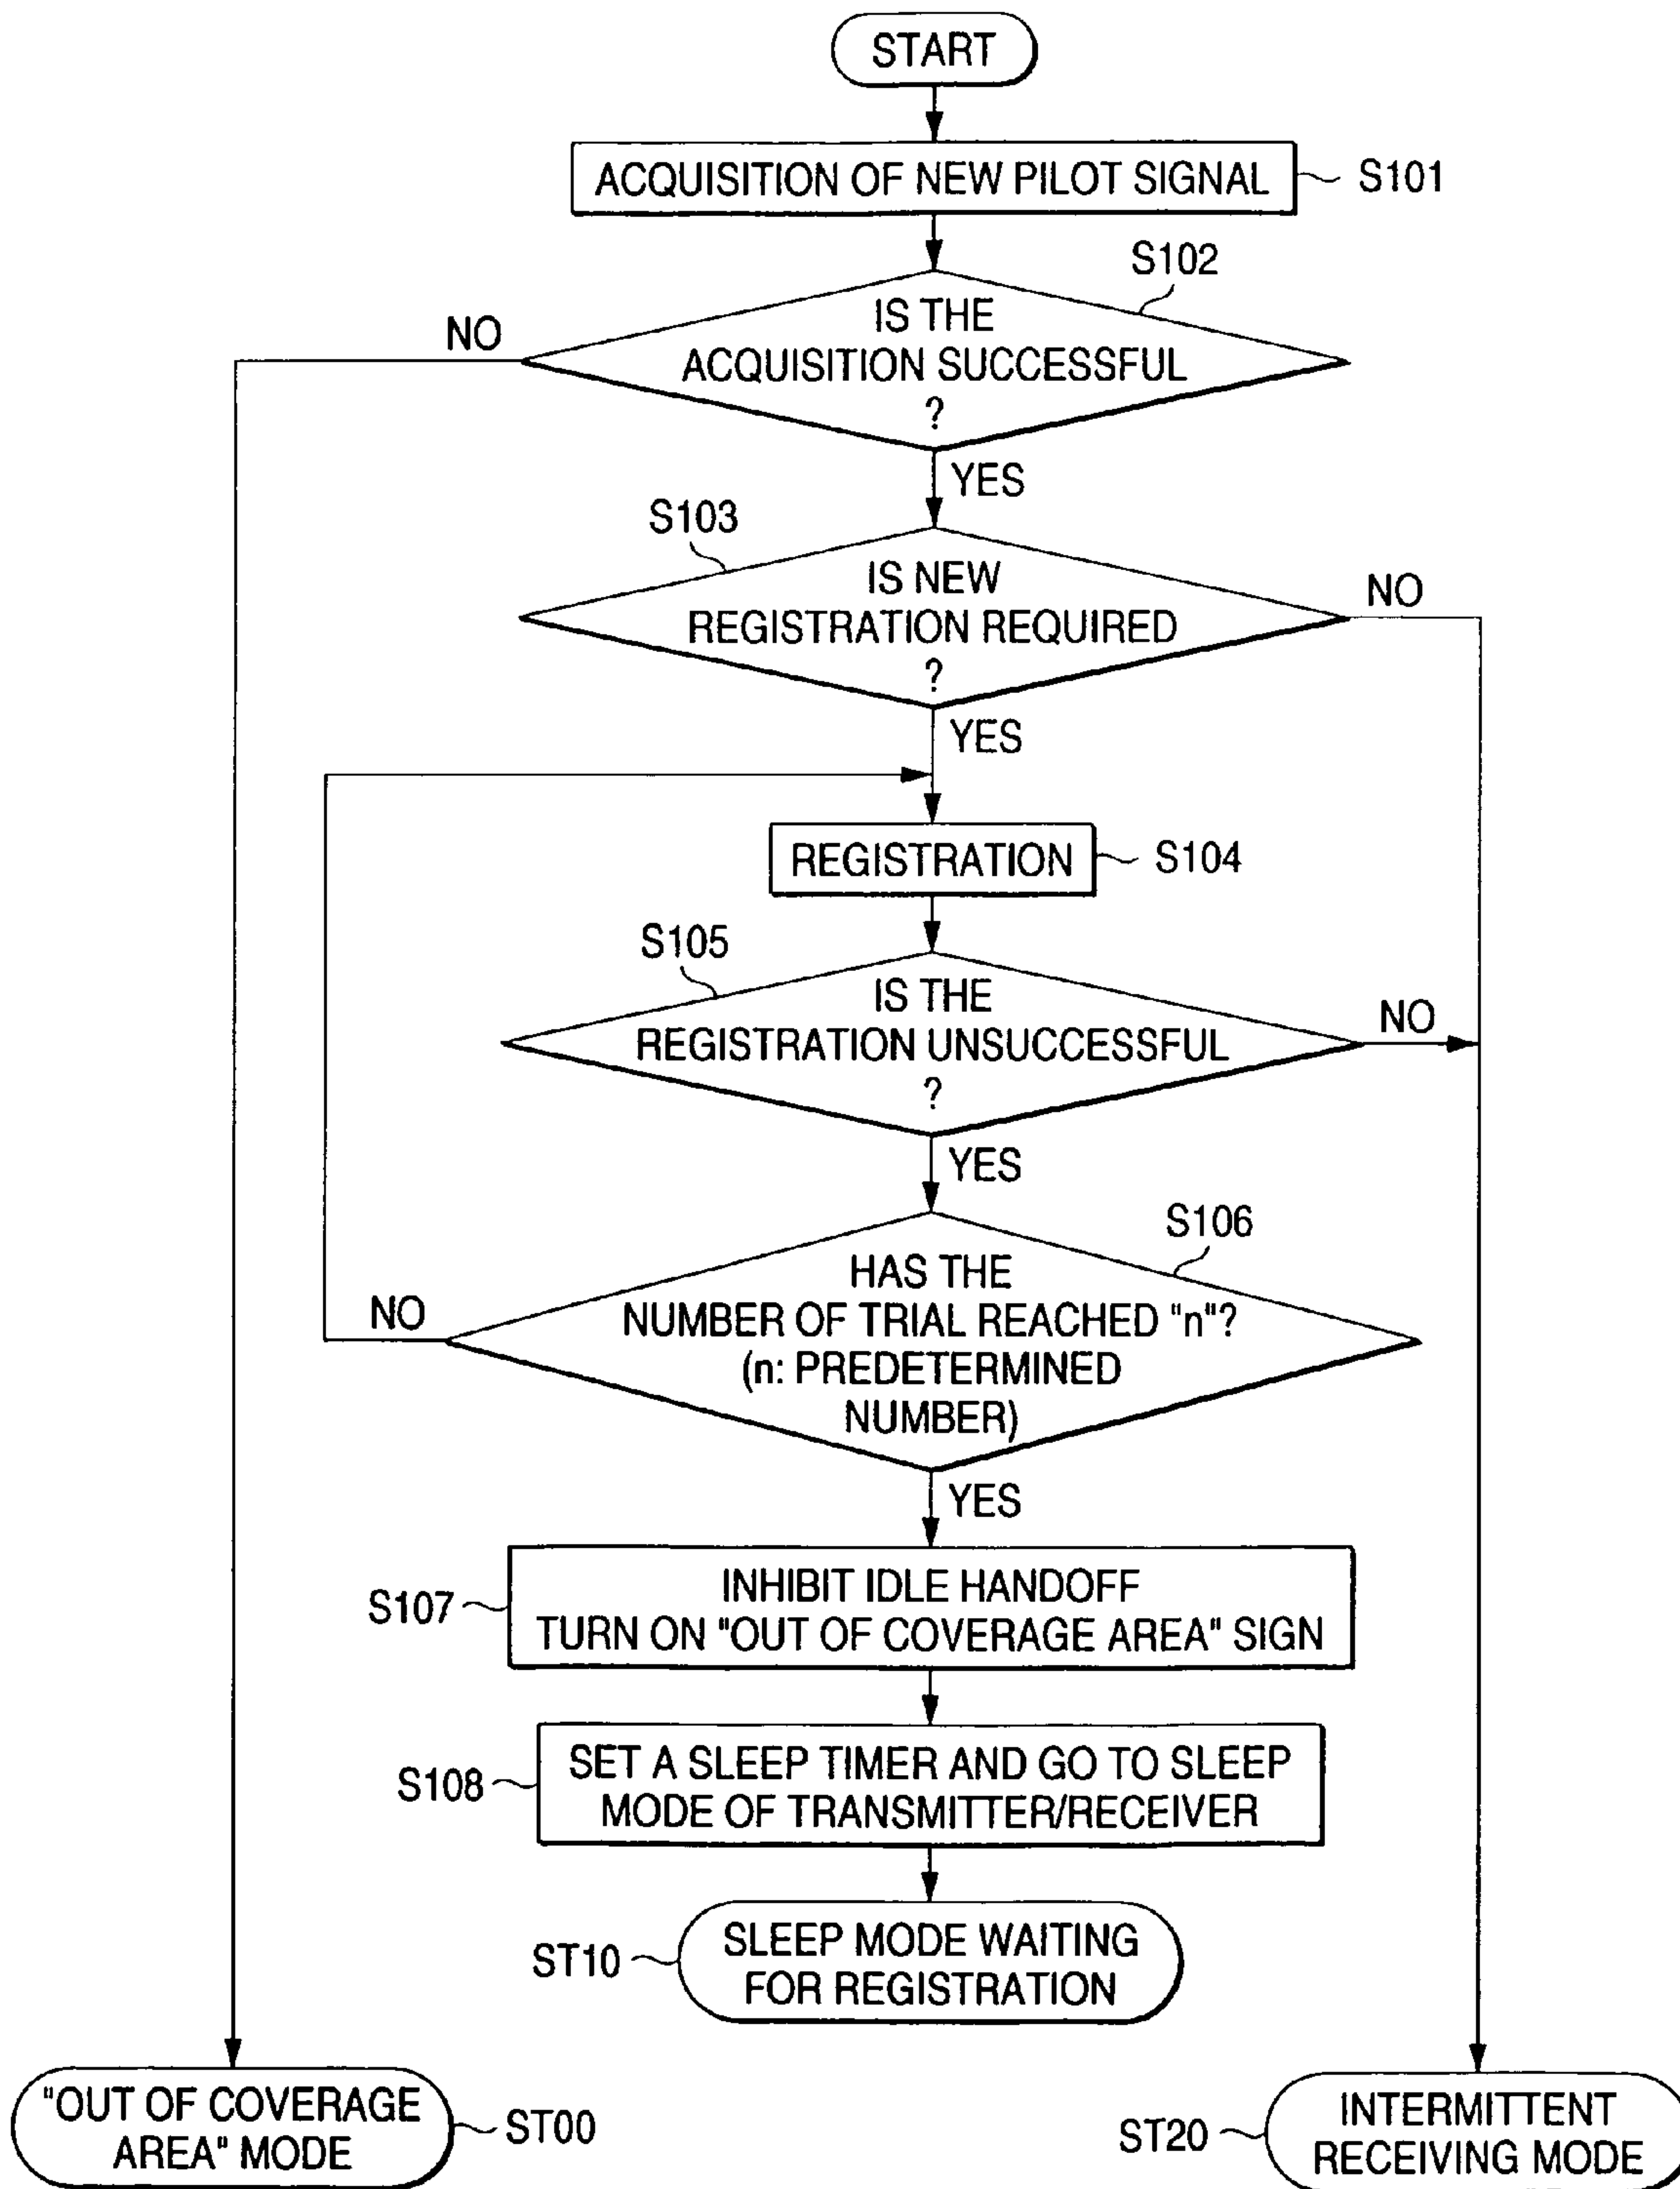 START
ACQUISITION OF NEW PILOT SIGNAL
S101
S102
IS THE
ACQUISITION SUCCESSFUL
?
NO
YES
S103
IS NEW
REGISTRATION REQUIRED
?
NO
YES
REGISTRATION
S104
S105
IS THE
REGISTRATION UNSUCCESSFUL
?
NO
YES
S106
HAS THE
NUMBER OF TRIAL REACHED "n"?
(n: PREDETERMINED
NUMBER)
NO
YES
S107
INHIBIT IDLE HANDOFF
TURN ON "OUT OF COVERAGE AREA" SIGN
S108
SET A SLEEP TIMER AND GO TO SLEEP
MODE OF TRANSMITTER/RECEIVER
ST10
SLEEP MODE WAITING
FOR REGISTRATION
"OUT OF COVERAGE
AREA" MODE
ST00
ST20
INTERMITTENT
RECEIVING MODE